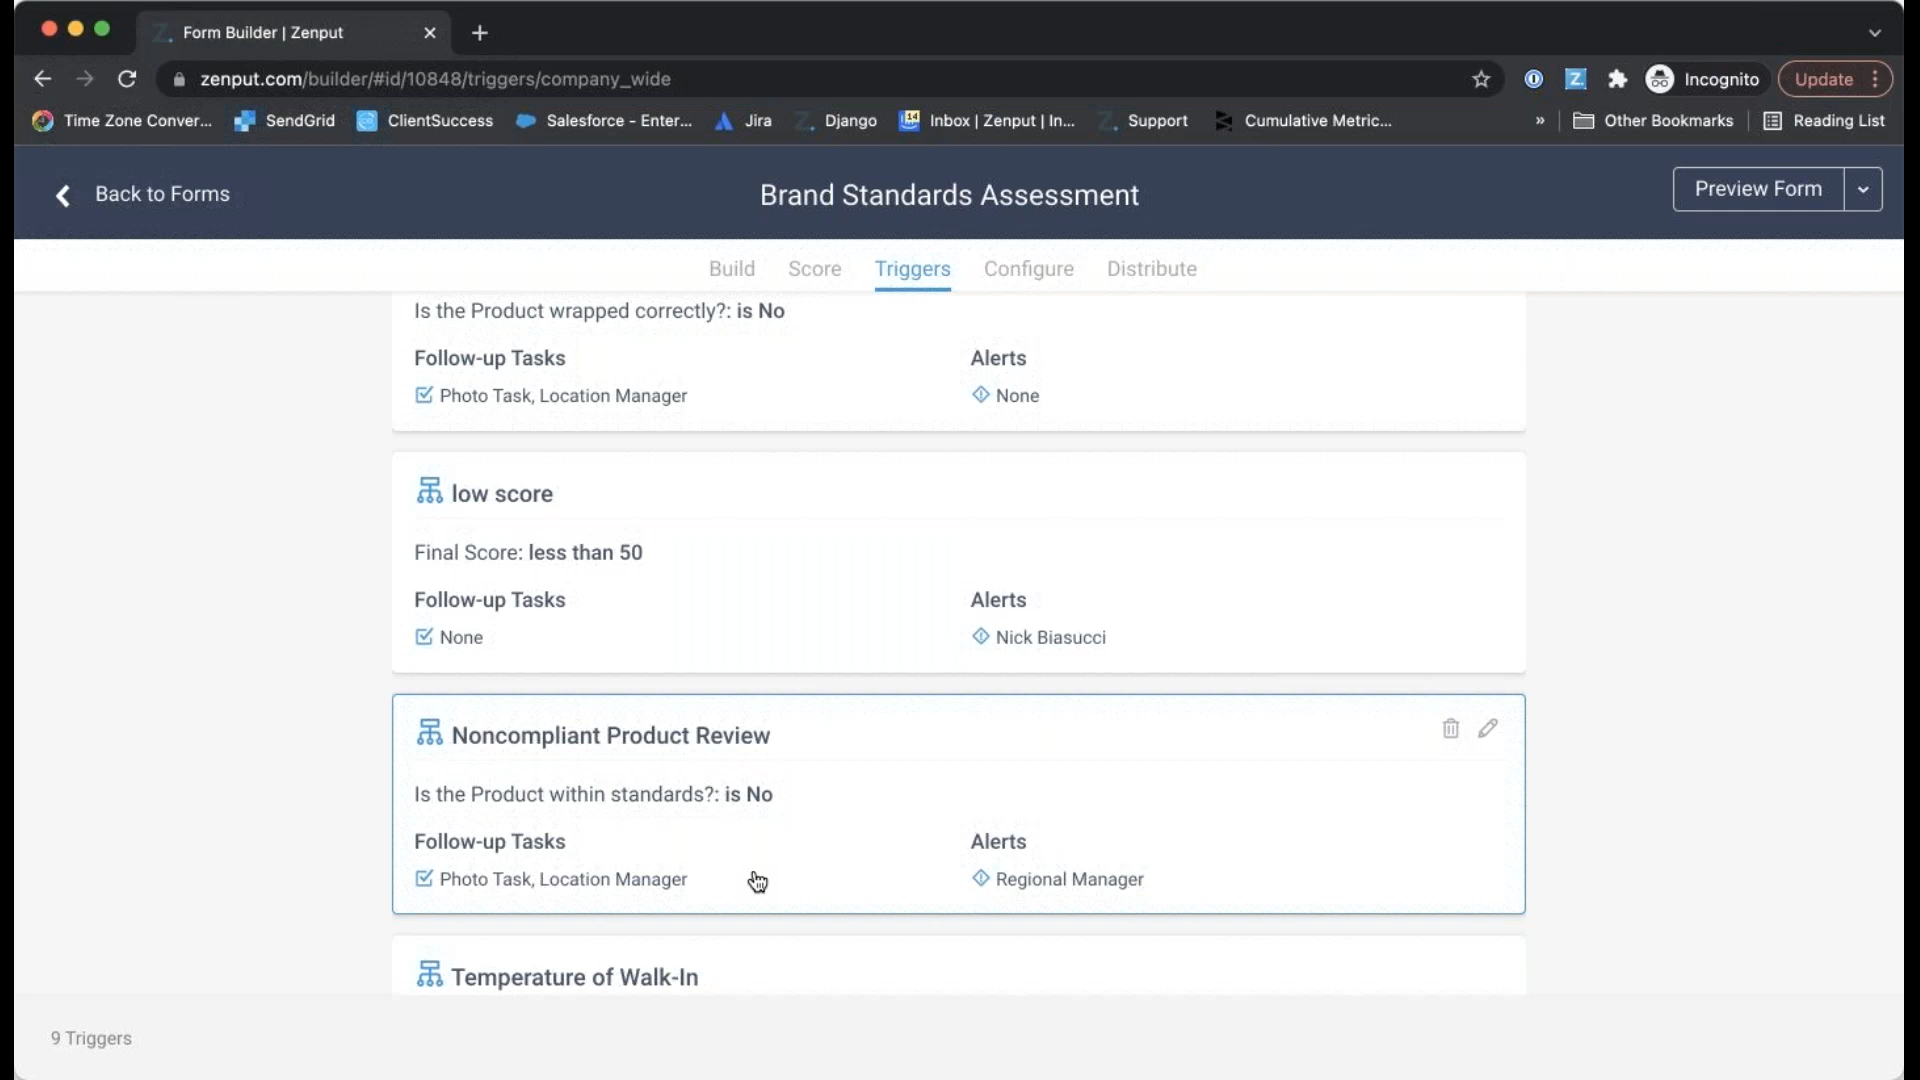 Form Builder | Zenput
zenput.com/builder/#id/10848/triggers/company_wide
Incognito
Update
Time Zone Conver...
SendGrid
ClientSuccess
Salesforce - Enter...
Jira
Django
Inbox | Zenput | In...
Support
Cumulative Metric...
»
Other Bookmarks
Reading List
Back to Forms
Brand Standards Assessment
Preview Form
Build
Score
Triggers
Configure
Distribute
Is the Product wrapped correctly?: is No
Follow-up Tasks
Alerts
Photo Task, Location Manager
None
low score
Final Score: less than 50
Follow-up Tasks
Alerts
None
Nick Biasucci
Noncompliant Product Review
Is the Product within standards?: is No
Follow-up Tasks
Alerts
Photo Task, Location Manager
Regional Manager
Temperature of Walk-In
9 Triggers